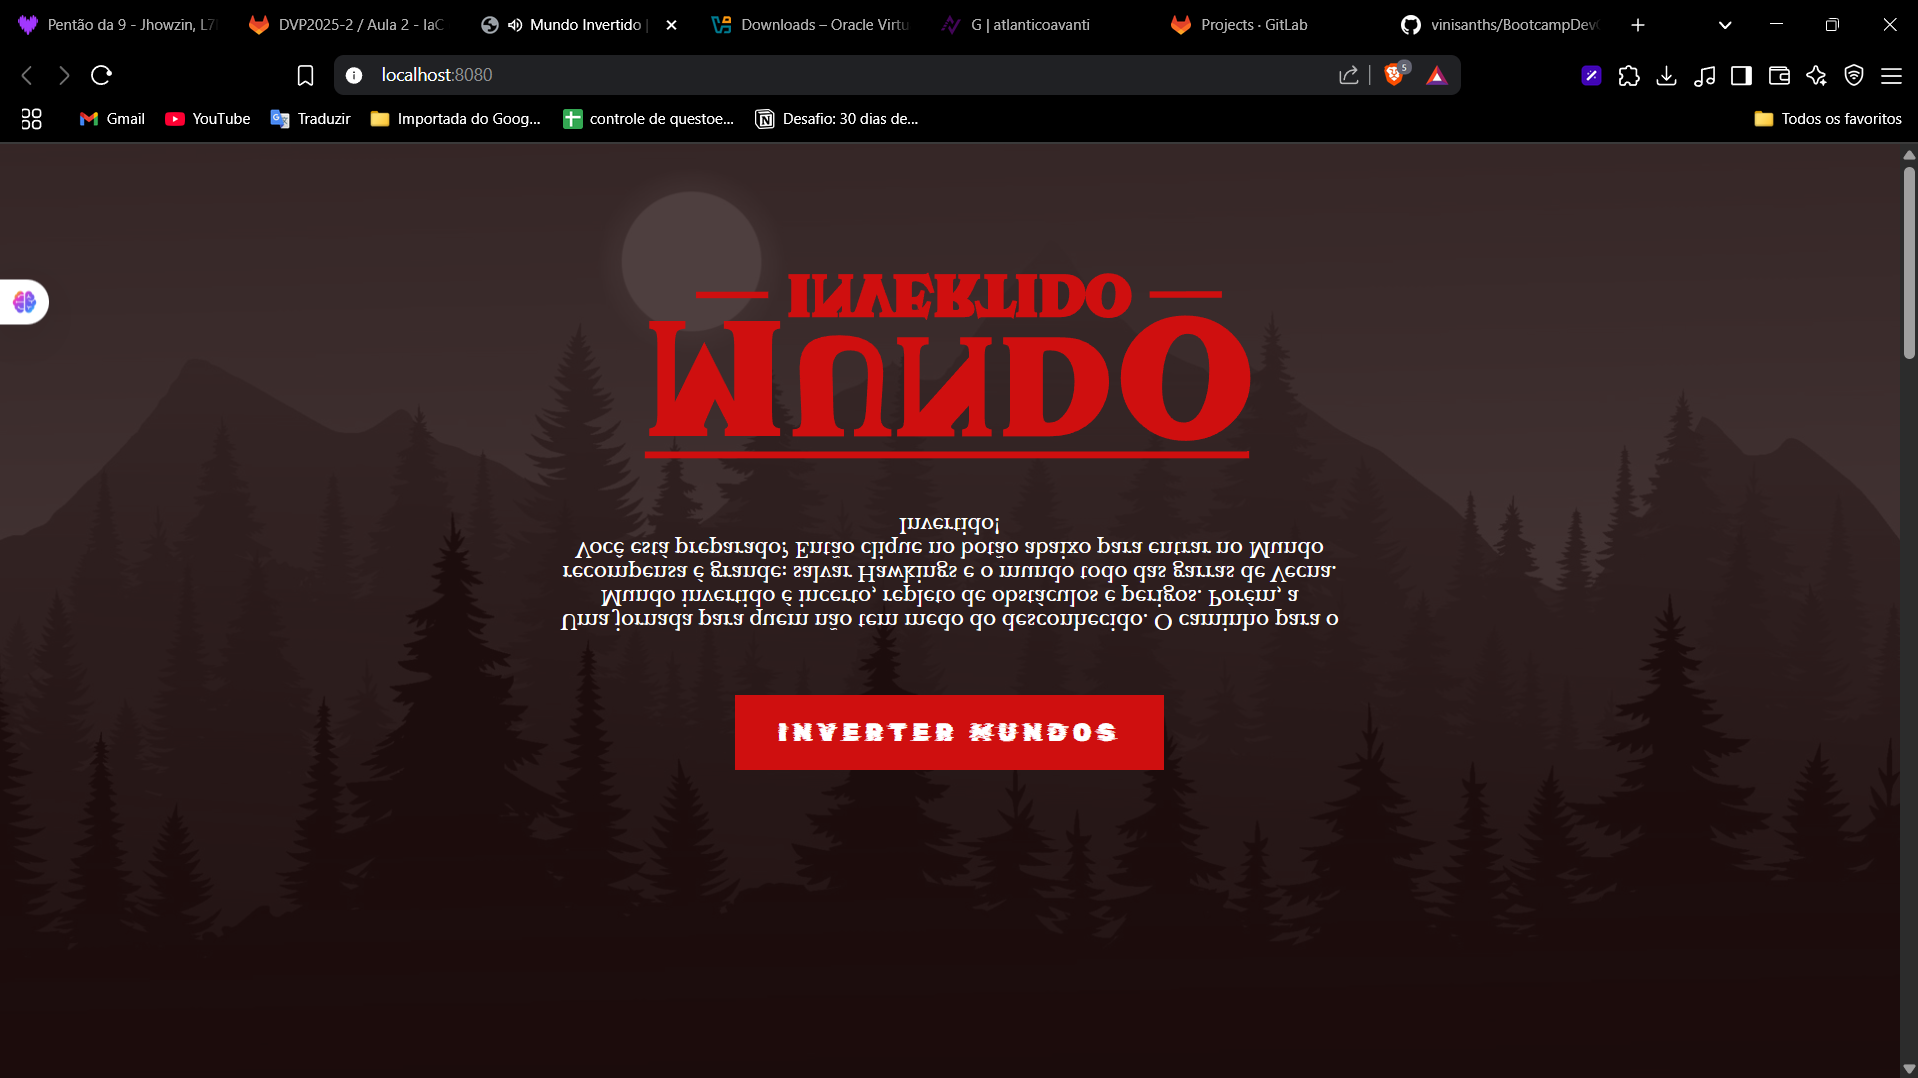 Pentão da 9 - Jhowzin, L7
DVP2025-2 / Aula 2 - IaC
Mundo Invertido |
Downloads – Oracle Virtu
G | atlanticoavanti
Projects · GitLab
vinisanths/BootcampDev
localhost:8080
5
Gmail
YouTube
Traduzir
Importada do Goog...
controle de questoe...
Desafio: 30 dias de...
Todos os favoritos
MUNDO
INVERTIDO
Uma jornada para quem não tem medo do desconhecido. O caminho para o
Mundo invertido é incerto, repleto de obstáculos e perigos. Porém, a
recompensa é grande: salvar Hawkings e o mundo todo das garras de Vecna.
Você está preparado? Então clique no botão abaixo para entrar no Mundo
Invertido!
INVERTER MUNDOS